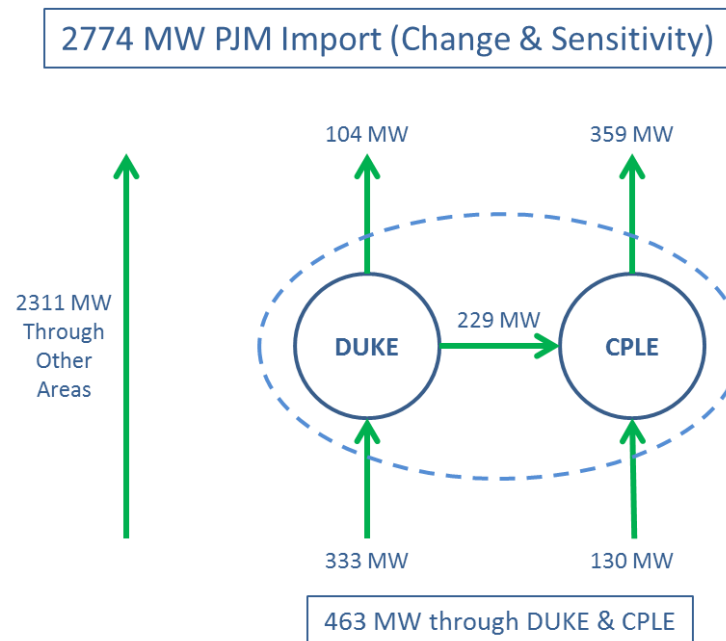 2774 MW PJM Import (Change & Sensitivity)
104 MW
359 MW
2311 MW
Through
Other
Areas
DUKE
229 MW
CPLE
333 MW
130 MW
463 MW through DUKE & CPLE